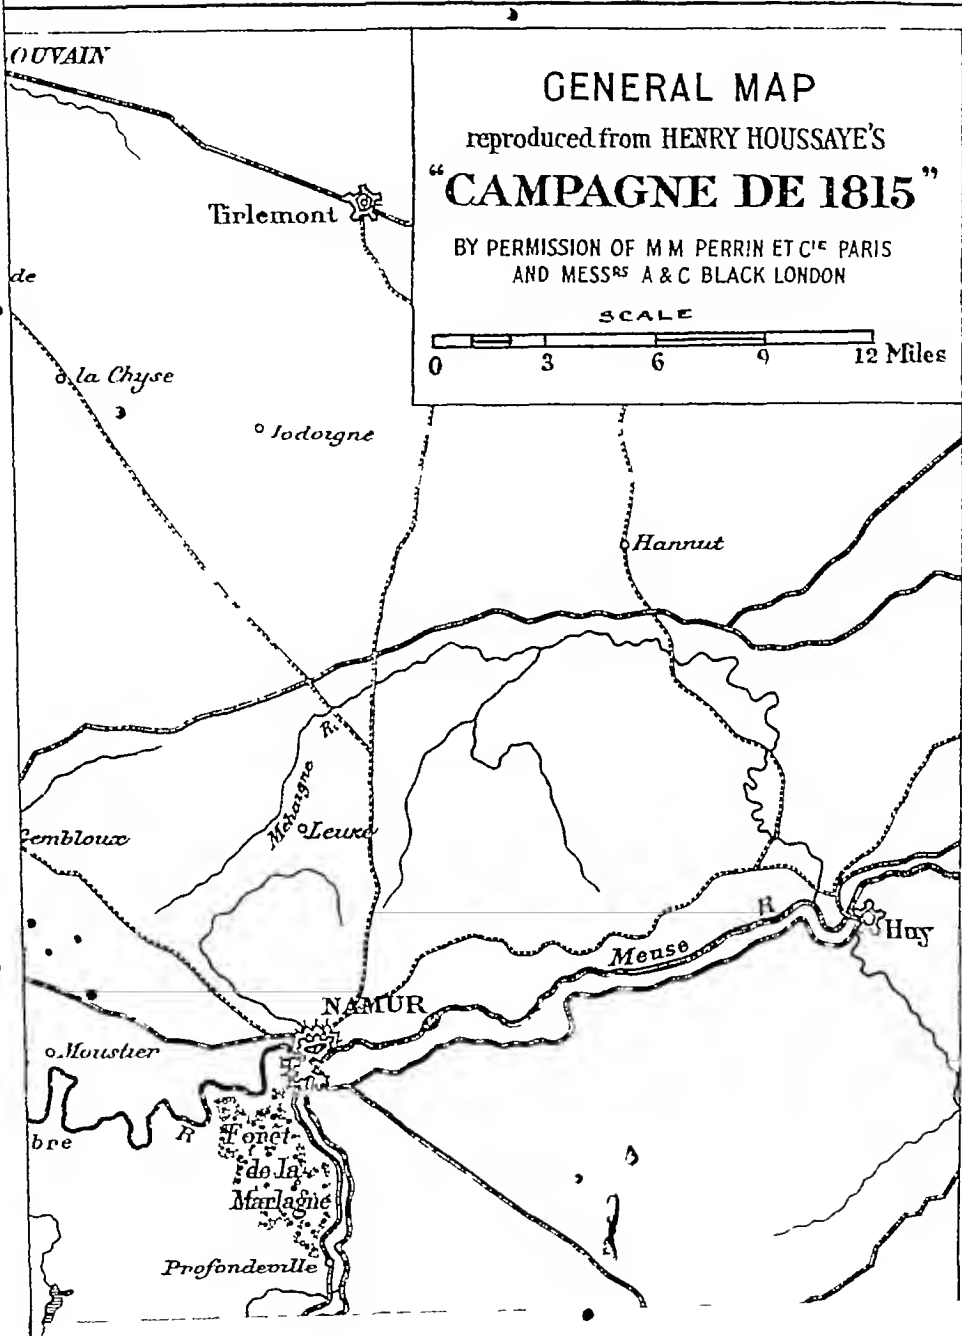 OUVAIN
GENERAL MAP
reproduced from HENRY HOUSSAYE'S
"CAMPAGNE DE 1815"
BY PERMISSION OF M M PERRIN ET Cᴵᴱ PARIS
AND MESSᴿˢ A & C BLACK LONDON
SCALE
0 3 6 9 12 Miles
Tirlemont
de
la Chyse
Jodoigne
Hannut
R.
Mehaigne
Leuze
Gembloux
R
Meuse
Huy
NAMUR
Moustier
bre
R
Forêt
de la
Marlagne
Profondeville